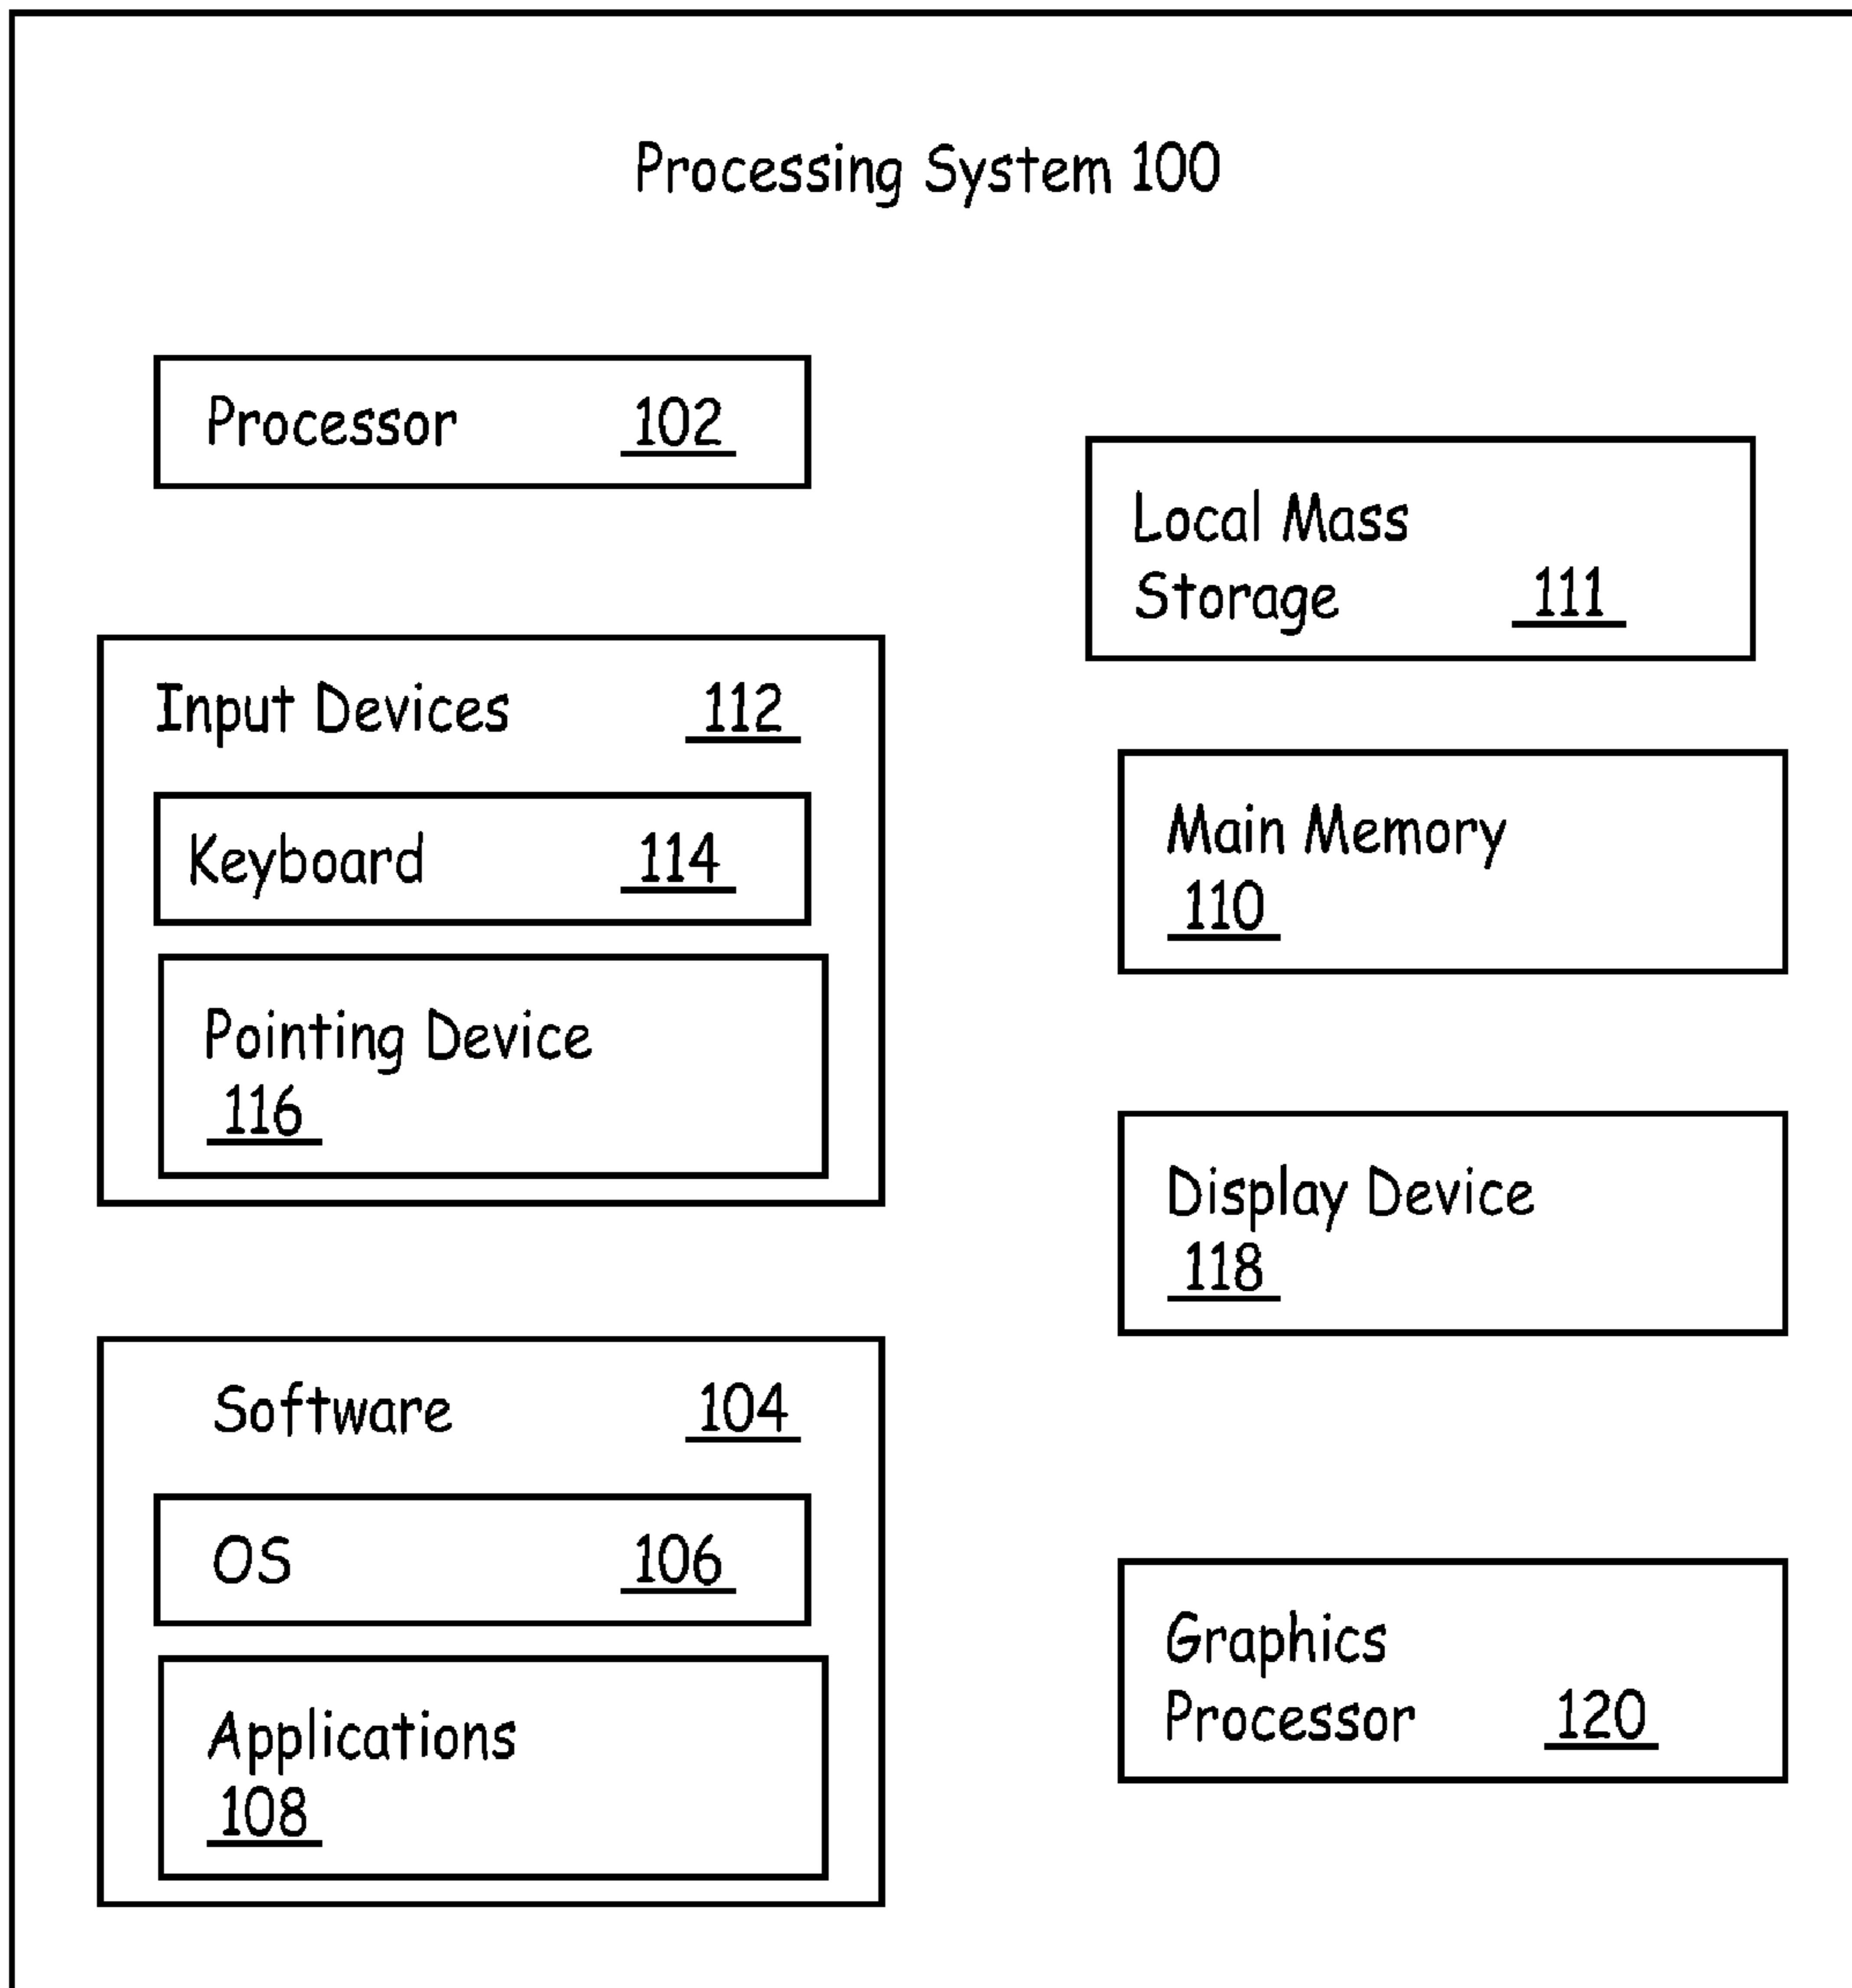 Processing System 100
Processor 102
Input Devices 112
Keyboard 114
Pointing Device
116
Software 104
OS 106
Applications
108
Local Mass
Storage 111
Main Memory
110
Display Device
118
Graphics
Processor 120